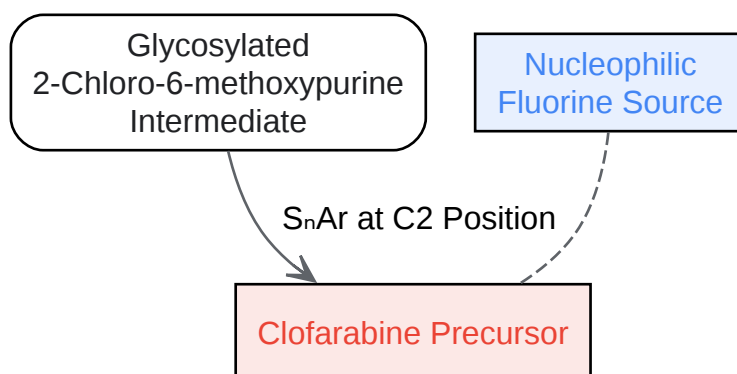 Glycosylated
2-Chloro-6-methoxypurine
Intermediate
Nucleophilic
Fluorine Source
SₙAr at C2 Position
Clofarabine Precursor